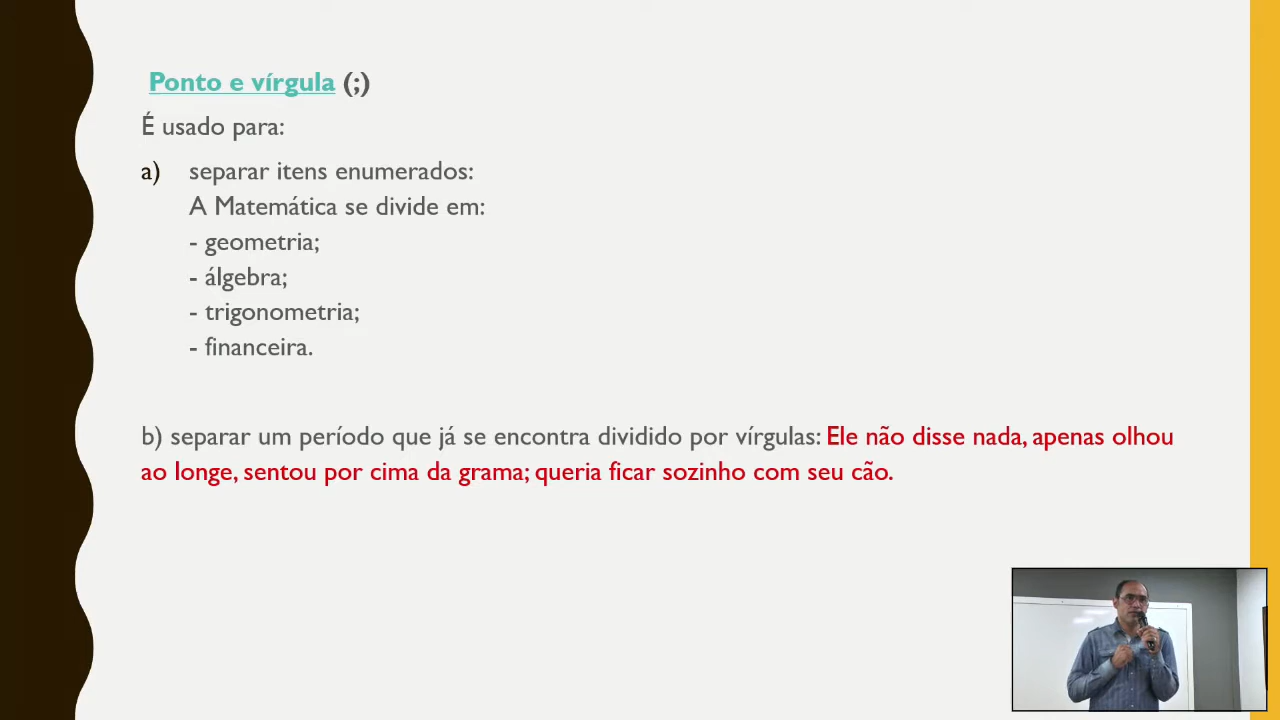 Ponto e vírgula (;)
É usado para:
a) separar itens enumerados:
A Matemática se divide em:
- geometria;
- álgebra;
- trigonometria;
- financeira.
b) separar um período que já se encontra dividido por vírgulas: Ele não disse nada, apenas olhou
ao longe, sentou por cima da grama; queria ficar sozinho com seu cão.